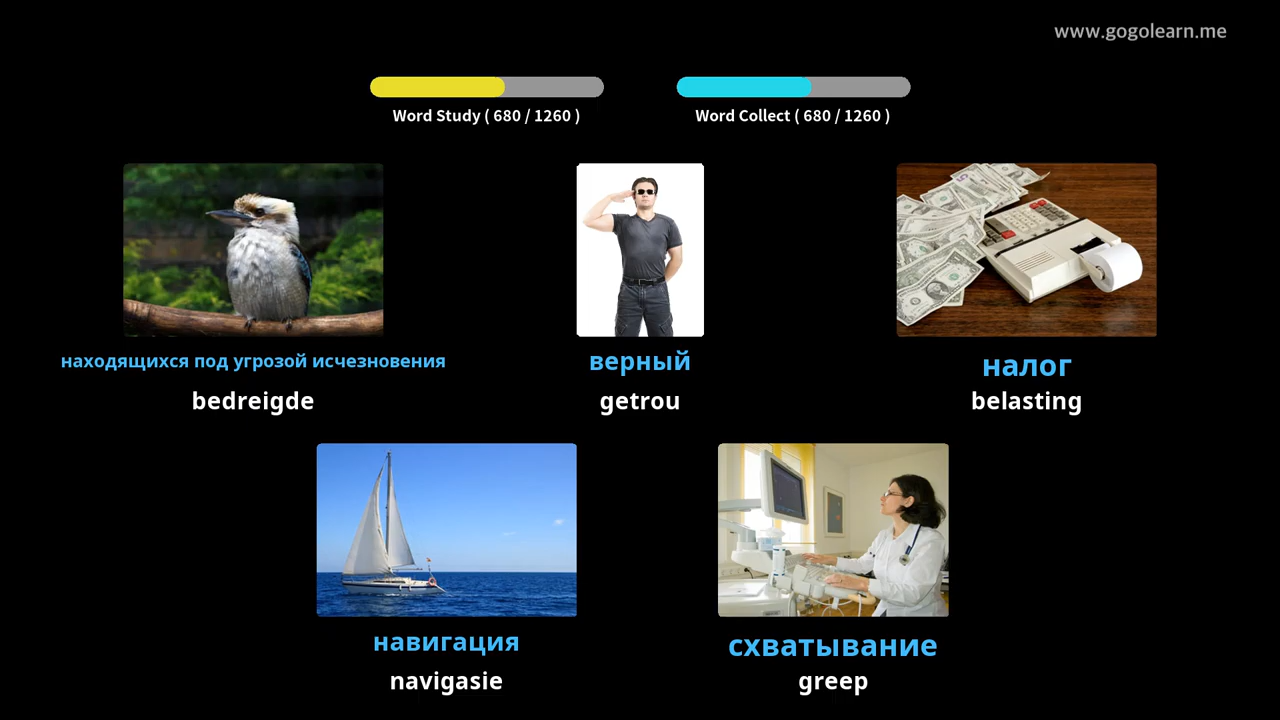 www.gogolearn.me
Word Study ( 680 / 1260 )
Word Collect ( 680 / 1260 )
находящихся под угрозой исчезновения
bedreigde
верный
getrou
налог
belasting
навигация
navigasie
схватывание
greep